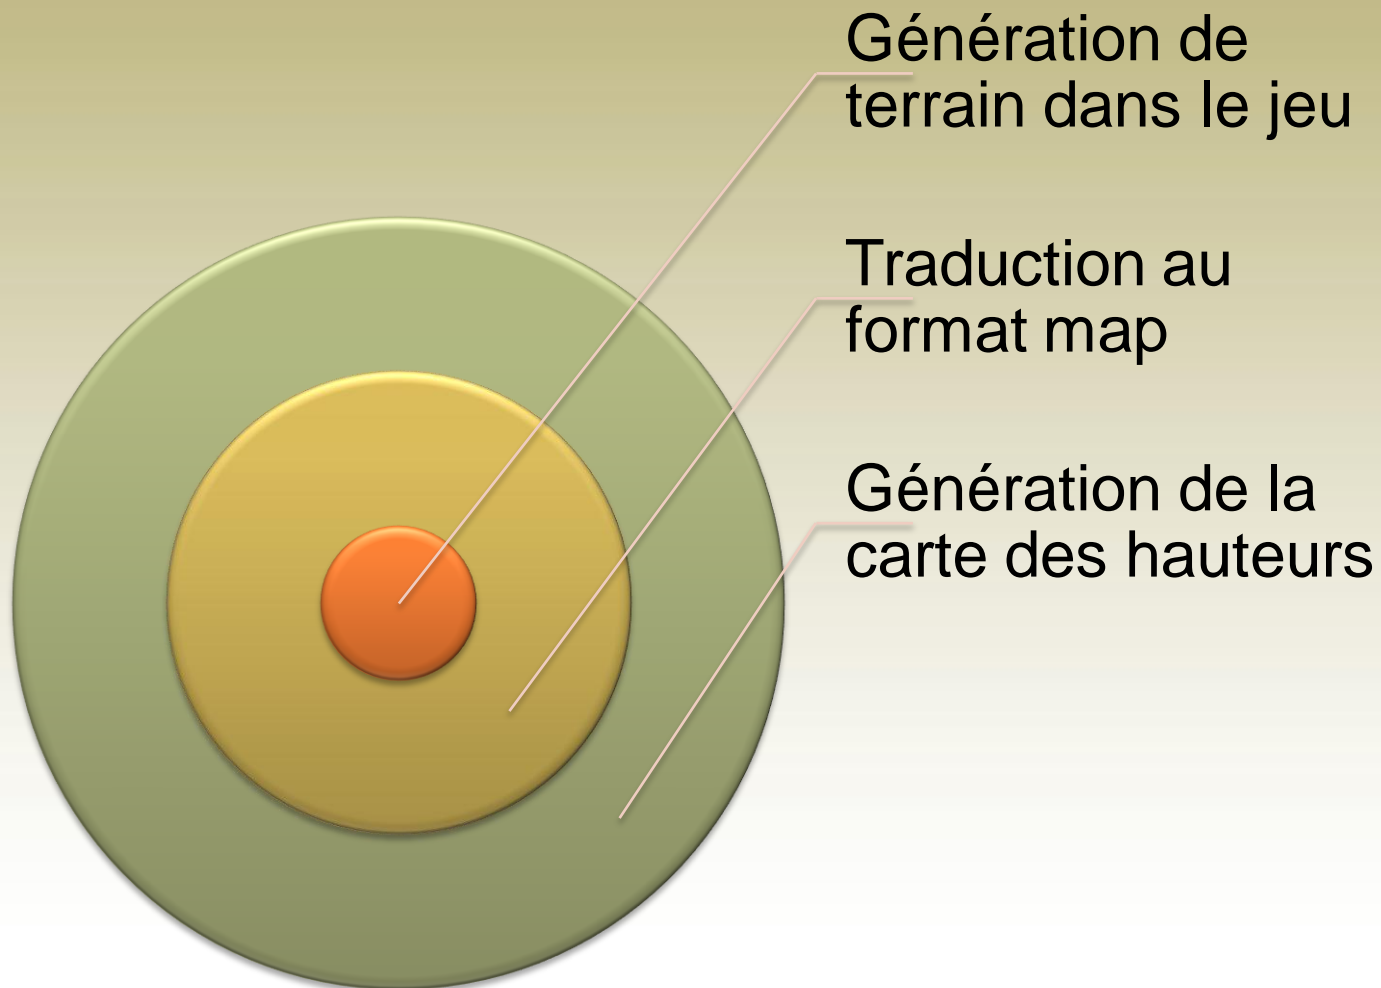 Génération de
terrain dans le jeu
Traduction au
format map
Génération de la
carte des hauteurs